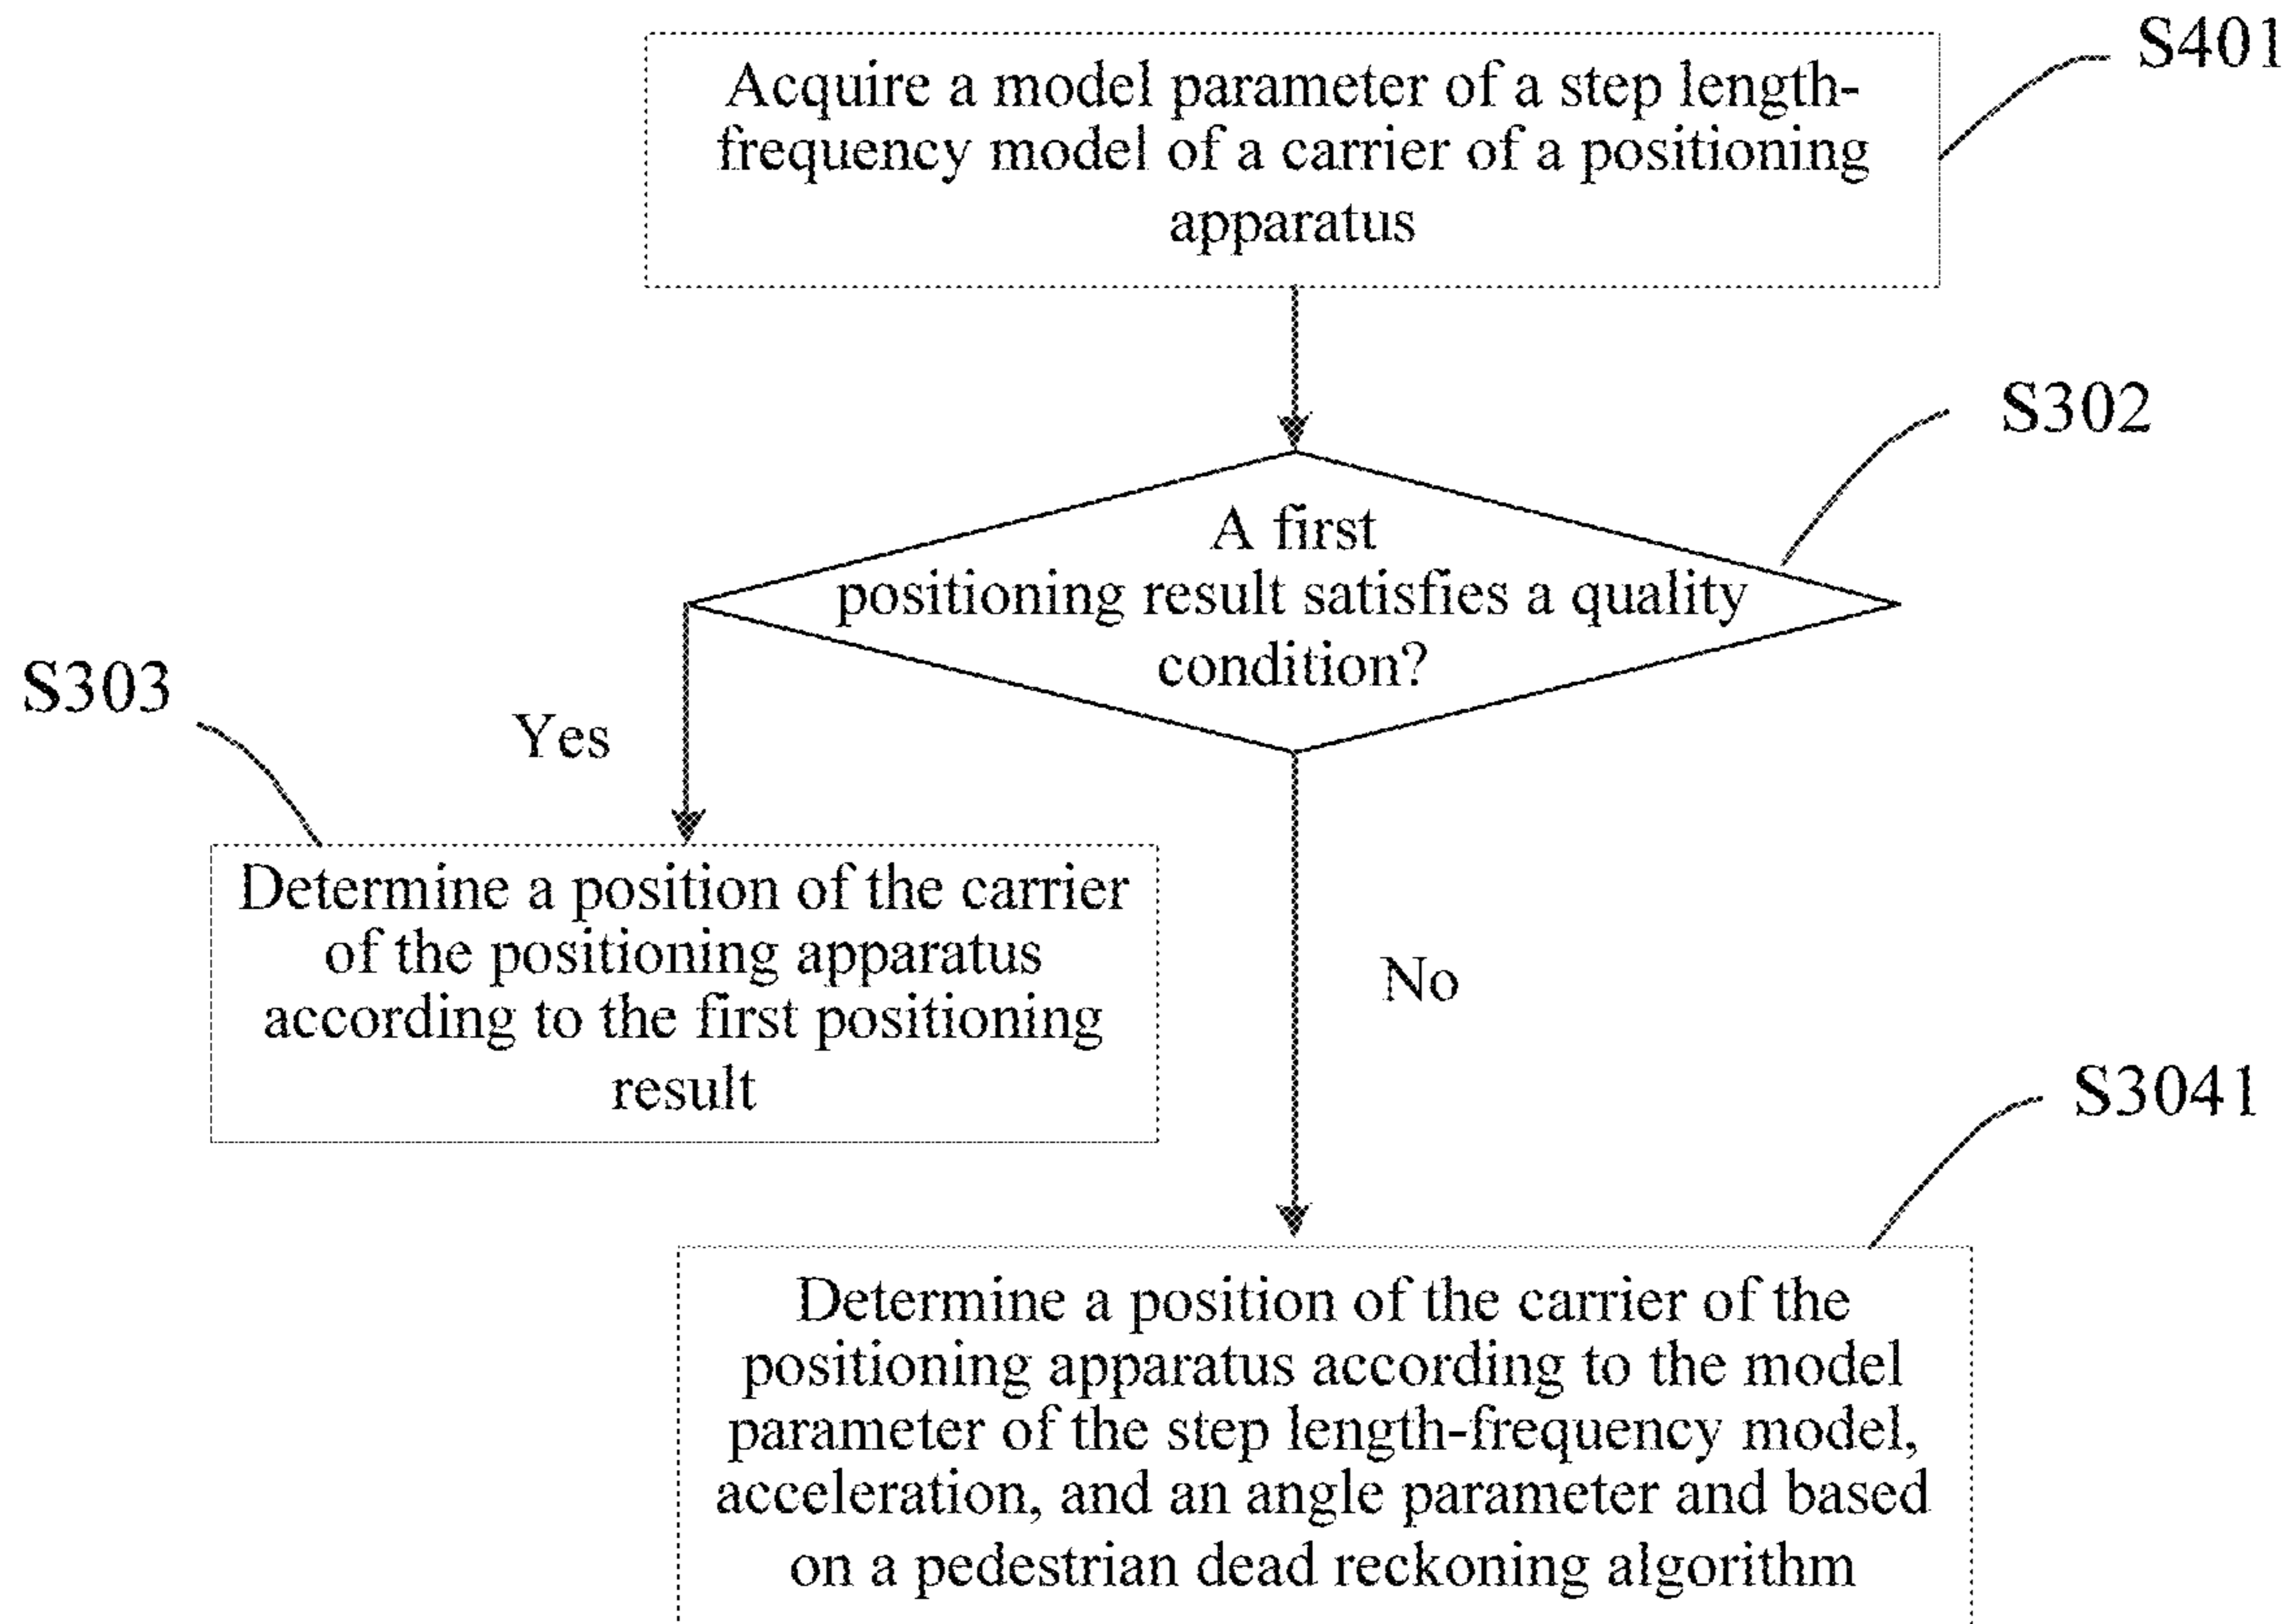 S401
Acquire a model parameter of a step length-
frequency model of a carrier of a positioning
apparatus
S302
A first
positioning result satisfies a quality
condition?
S303
Yes
Determine a position of the carrier
of the positioning apparatus
according to the first positioning
result
No
S3041
Determine a position of the carrier of the
positioning apparatus according to the model
parameter of the step length-frequency model,
acceleration, and an angle parameter and based
on a pedestrian dead reckoning algorithm